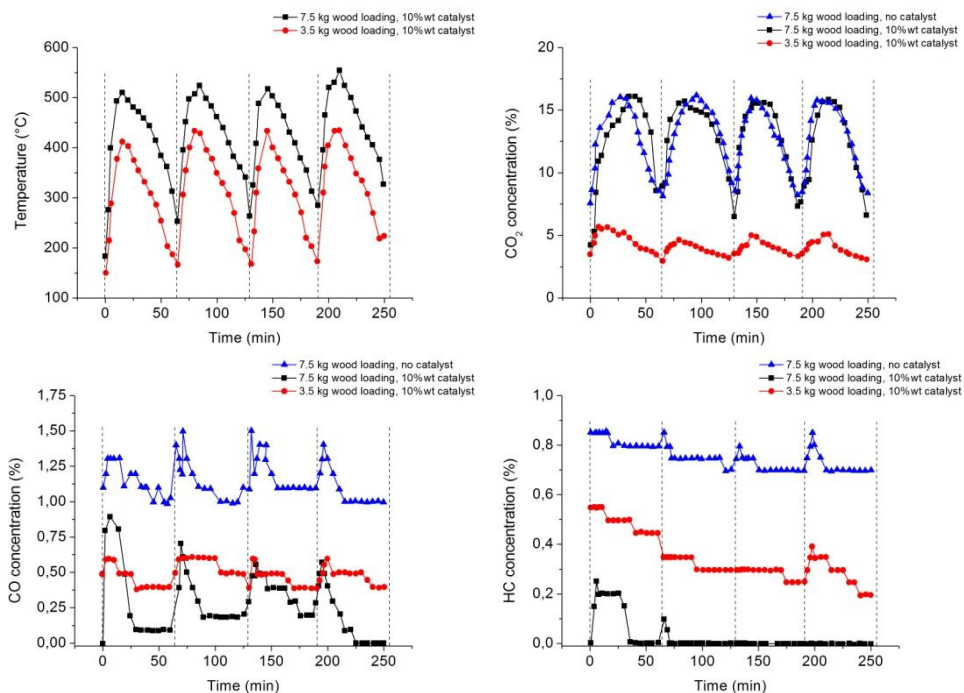 7.5 kg wood loading, 10%wt catalyst
3.5 kg wood loading, 10%wt catalyst
600
500
400
300
200
100
Temperature (°C)
0 50 100 150 200 250
Time (min)
7.5 kg wood loading, no catalyst
7.5 kg wood loading, 10%wt catalyst
3.5 kg wood loading, 10%wt catalyst
20
15
10
5
0
CO₂ concentration (%)
0 50 100 150 200 250
Time (min)
7.5 kg wood loading, no catalyst
7.5 kg wood loading, 10%wt catalyst
3.5 kg wood loading, 10%wt catalyst
1,75
1,50
1,25
1,00
0,75
0,50
0,25
0,00
CO concentration (%)
0 50 100 150 200 250
Time (min)
7.5 kg wood loading, no catalyst
7.5 kg wood loading, 10%wt catalyst
3.5 kg wood loading, 10%wt catalyst
1,0
0,8
0,6
0,4
0,2
0,0
HC concentration (%)
0 50 100 150 200 250
Time (min)